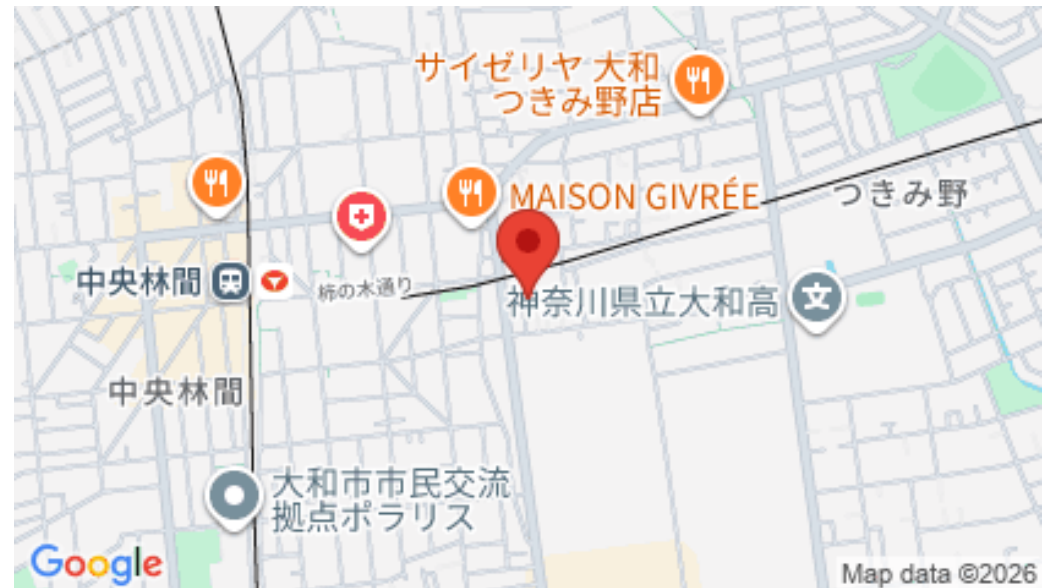 サイゼリヤ 大和
つきみ野店
MAISON GIVRÉE
つきみ野
中央林間
柿の木通り
神奈川県立大和高
中央林間
大和市市民交流
拠点ポラリス
Google
Map data ©2026